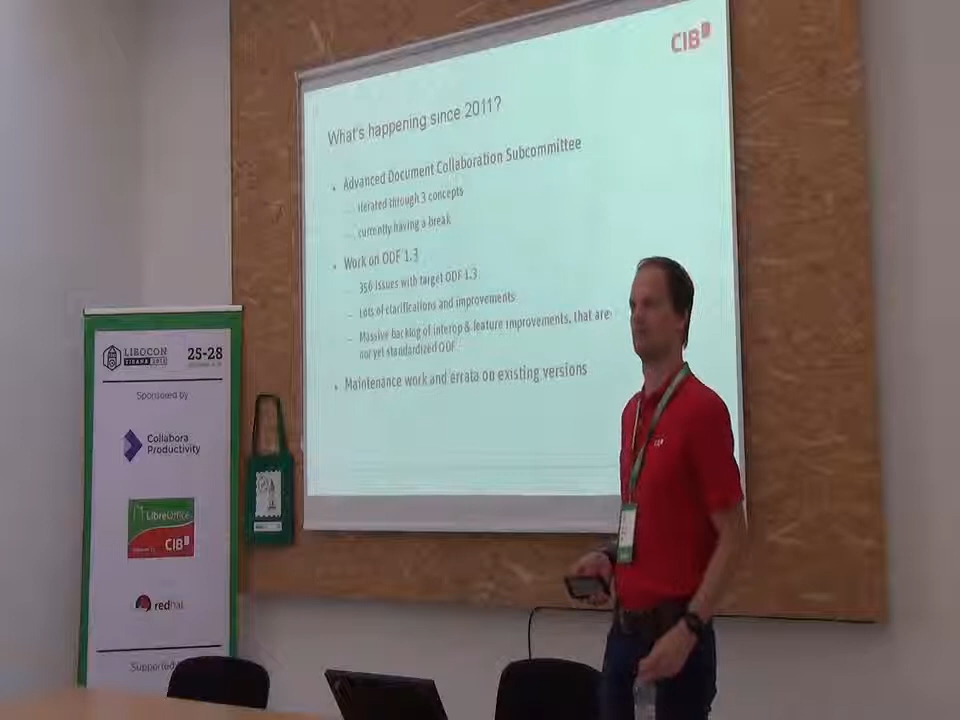 CIB
What's happening since 2011?
• Advanced Document Collaboration Subcommittee
– iterated through 3 concepts
– currently having a break
• Work on ODF 1.3
– 356 issues with target ODF 1.3
– Lots of clarifications and improvements
– Massive backlog of interop & feature improvements, that are
not yet standardized ODF
• Maintenance work and errata on existing versions
LIBOCON
TIRANA 2018
25-28
Sponsored by
Collabora
Productivity
LibreOffice
CIB
redhat
Supported